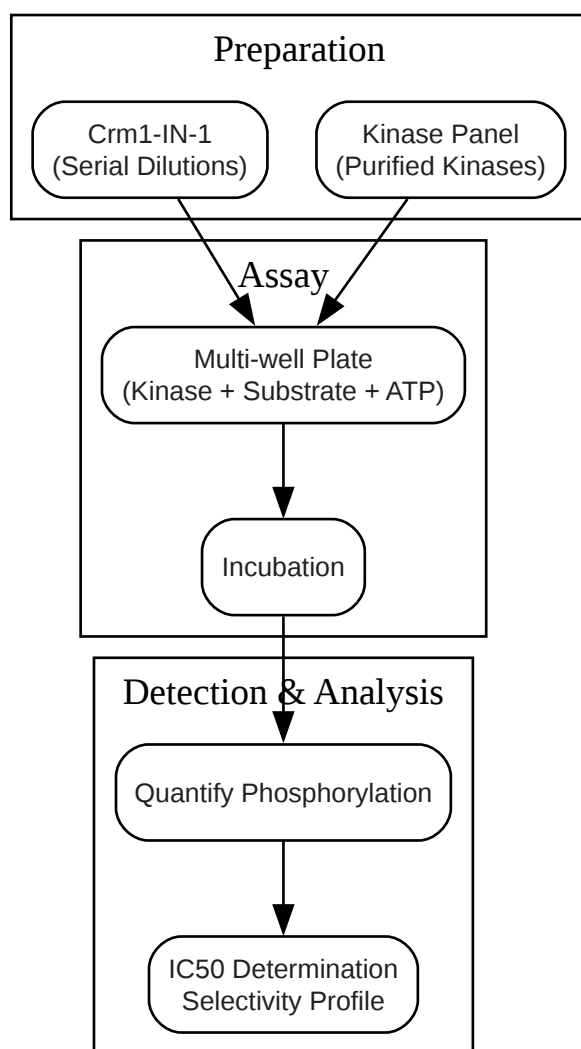 Preparation
Crm1-IN-1
(Serial Dilutions)
Kinase Panel
(Purified Kinases)
Assay
Multi-well Plate
(Kinase + Substrate + ATP)
Incubation
Detection & Analysis
Quantify Phosphorylation
IC50 Determination
Selectivity Profile